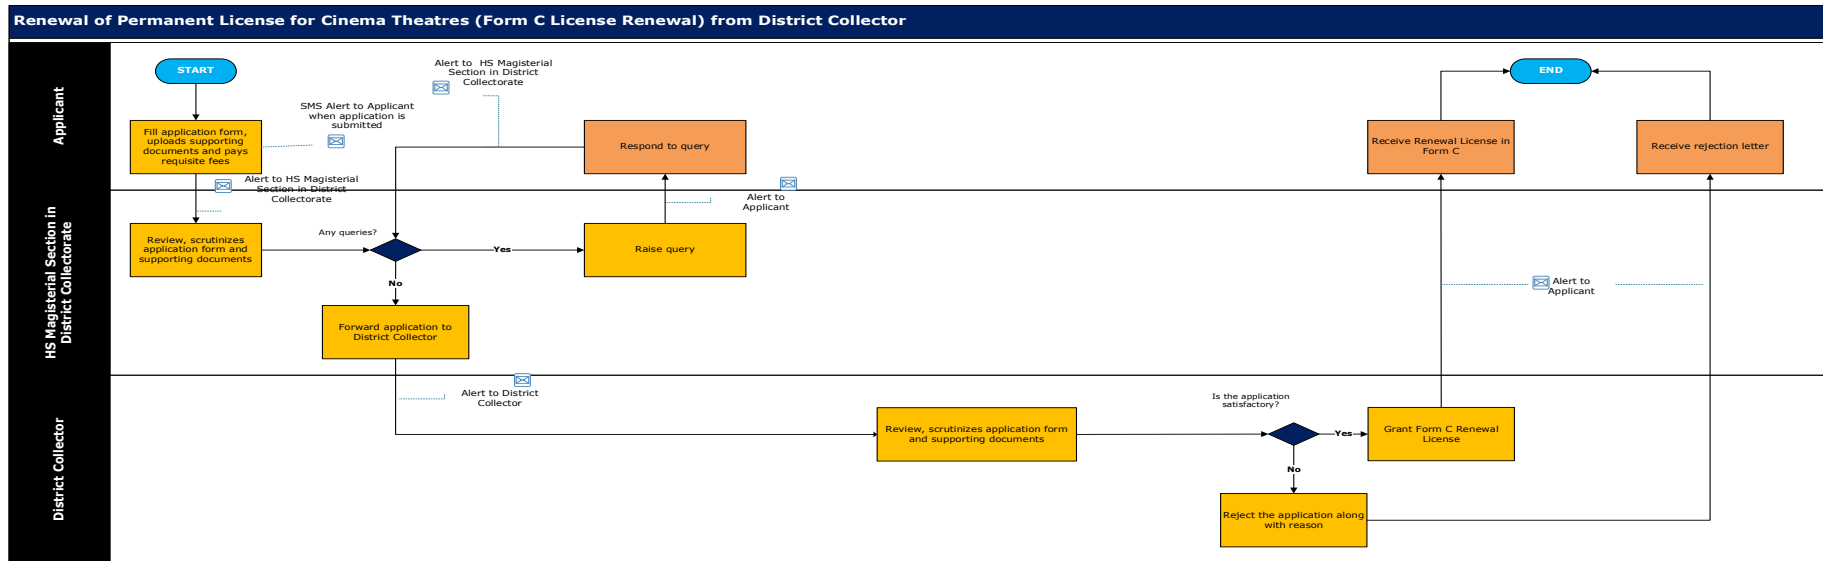 Renewal of Permanent License for Cinema Theatres (Form C License Renewal) from District Collector
Applicant
START
Alert to HS Magisterial
Section in District
Collectorate
END
SMS Alert to Applicant
when application is
submitted
Fill application form,
uploads supporting
documents and pays
requisite fees
Respond to query
Receive Renewal License in
Form C
Receive rejection letter
Alert to HS Magisterial
Section in District
Collectorate
Alert to
Applicant
HS Magisterial Section in
District Collectorate
Review, scrutinizes
application form and
supporting documents
Any queries?
Yes
Raise query
No
Forward application to
District Collector
Alert to
Applicant
Alert to District
Collector
District Collector
Review, scrutinizes application form
and supporting documents
Is the application
satisfactory?
Yes
Grant Form C Renewal
License
No
Reject the application along
with reason